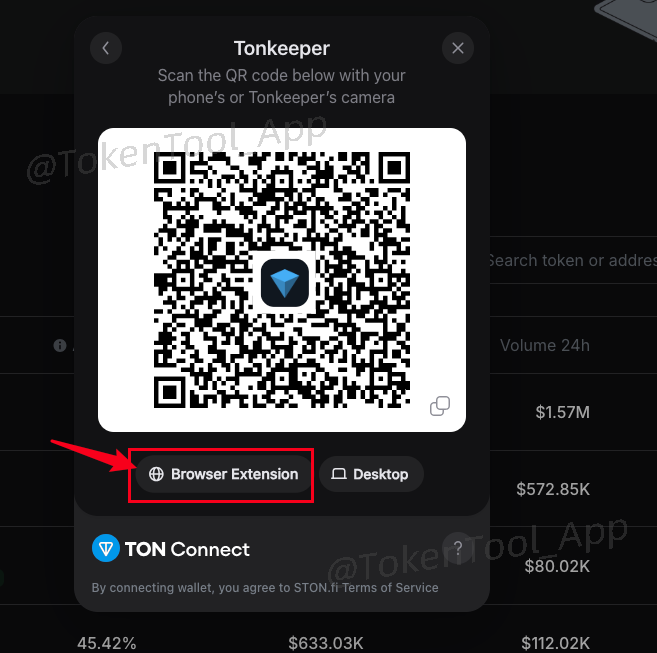 Tonkeeper
Scan the QR code below with your
phone's or Tonkeeper's camera
@TokenTool_App
Search token or addres
Volume 24h
$1.57M
Browser Extension
Desktop
$572.85K
TON Connect
?
@TokenTool_App
$80.02K
By connecting wallet, you agree to STON.fi Terms of Service
45.42%
$633.03K
$112.02K